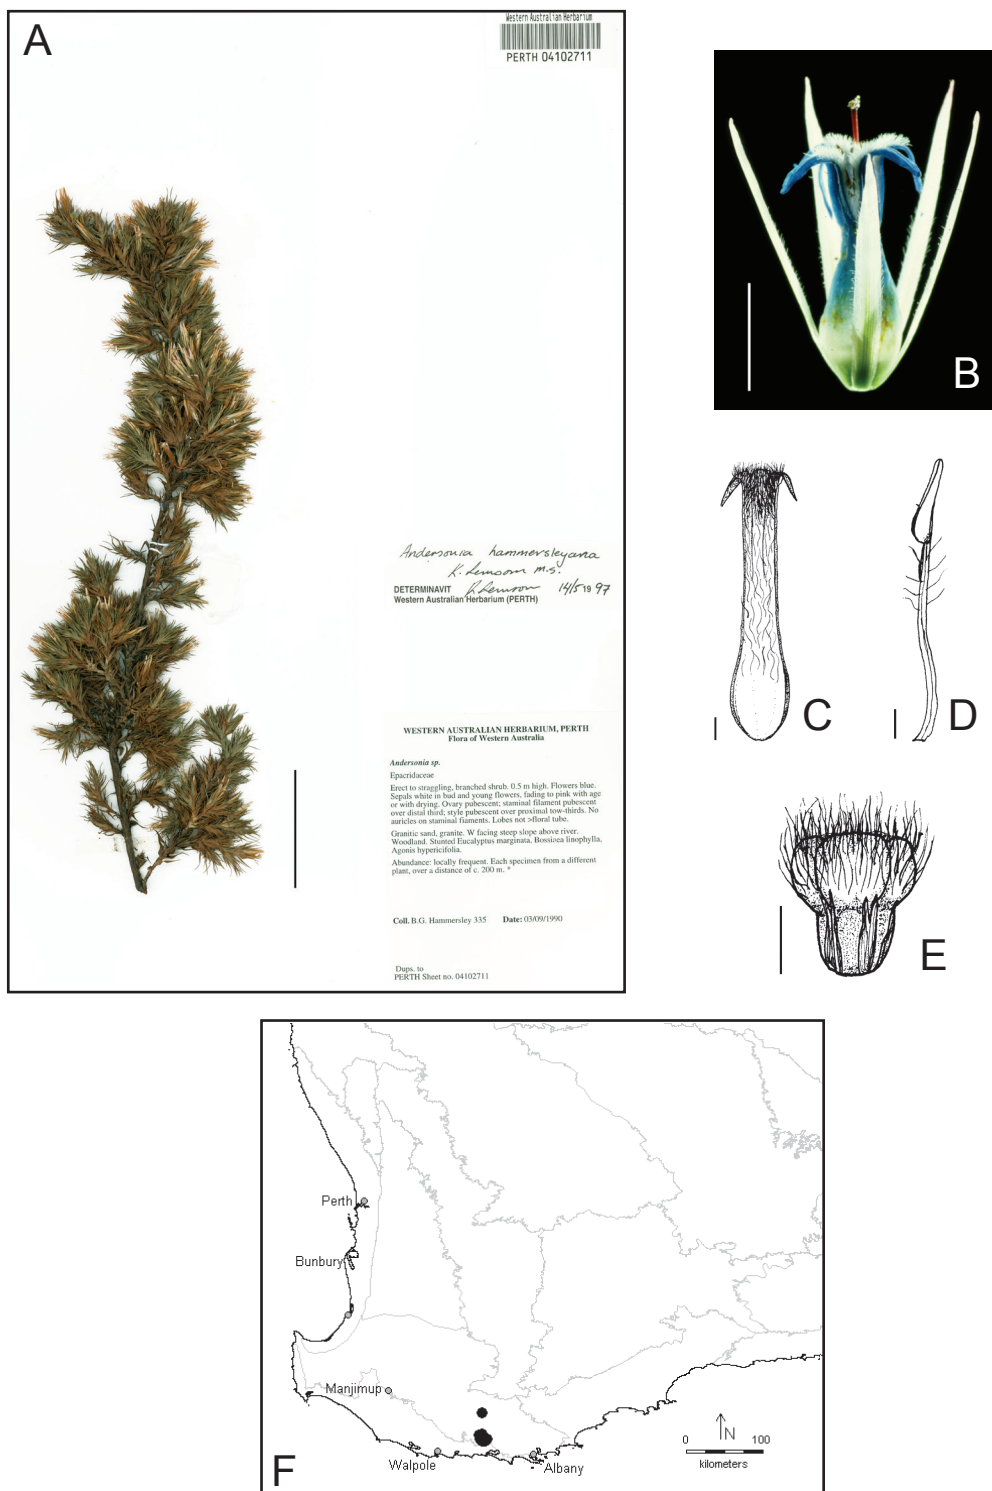 A
Western Australian Herbarium
PERTH 04102711
B
Andersonia hammersleyana
K. Lemson m.s.
DETERMINAVIT K Lemson 14/5 19 97
Western Australian Herbarium (PERTH)
C
D
WESTERN AUSTRALIAN HERBARIUM, PERTH
Flora of Western Australia
Andersonia sp.
Epacridaceae
Erect to straggling, branched shrub. 0.5 m high. Flowers blue.
Sepals white in bud and young flowers, fading to pink with age
or with drying. Ovary pubescent; staminal filament pubescent
over distal third; style pubescent over proximal tow-thirds. No
auricles on staminal fiaments. Lobes not >floral tube.
Granitic sand, granite. W facing steep slope above river.
Woodland. Stunted Eucalyptus marginata, Bossioea linophylla,
Agonis hypericifolia.
Abundance: locally frequent. Each specimen from a different
plant, over a distance of c. 200 m. *
Coll. B.G. Hammersley 335 Date: 03/09/1990
Dups. to
PERTH Sheet no. 04102711
E
Perth
Bunbury
Manjimup
Walpole
Albany
N
0 100
kilometers
F